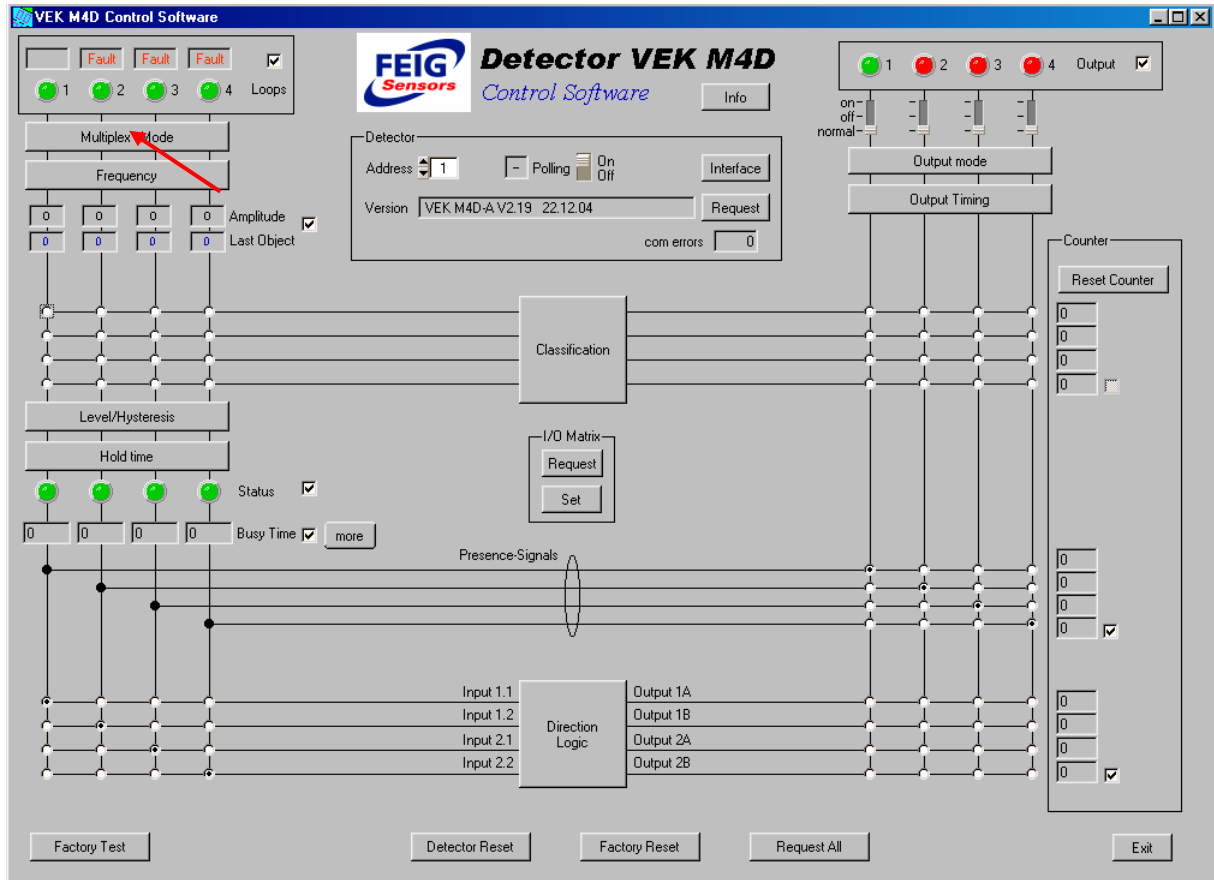 VEK M4D Control Software
Fault Fault Fault
1 2 3 4 Loops
FEIG
Sensors
Detector VEK M4D
Control Software
Info
1 2 3 4 Output
on-
off-
normal-
Multiplex Mode
Frequency
Detector
Address 1 - Polling On
Off
Interface
Version VEK M4D-A V2.19 22.12.04 Request
com errors 0
Output mode
Output Timing
0 0 0 0 Amplitude
0 0 0 0 Last Object
Counter
Reset Counter
0
0
0
0
Classification
Level/Hysteresis
Hold time
I/O Matrix
Request
Set
Status
0 0 0 0 Busy Time more
Presence-Signals
0
0
0
0
Input 1.1 Output 1A 0
Input 1.2 Output 1B 0
Direction
Logic
Input 2.1 Output 2A 0
Input 2.2 Output 2B 0
Factory Test Detector Reset Factory Reset Request All Exit